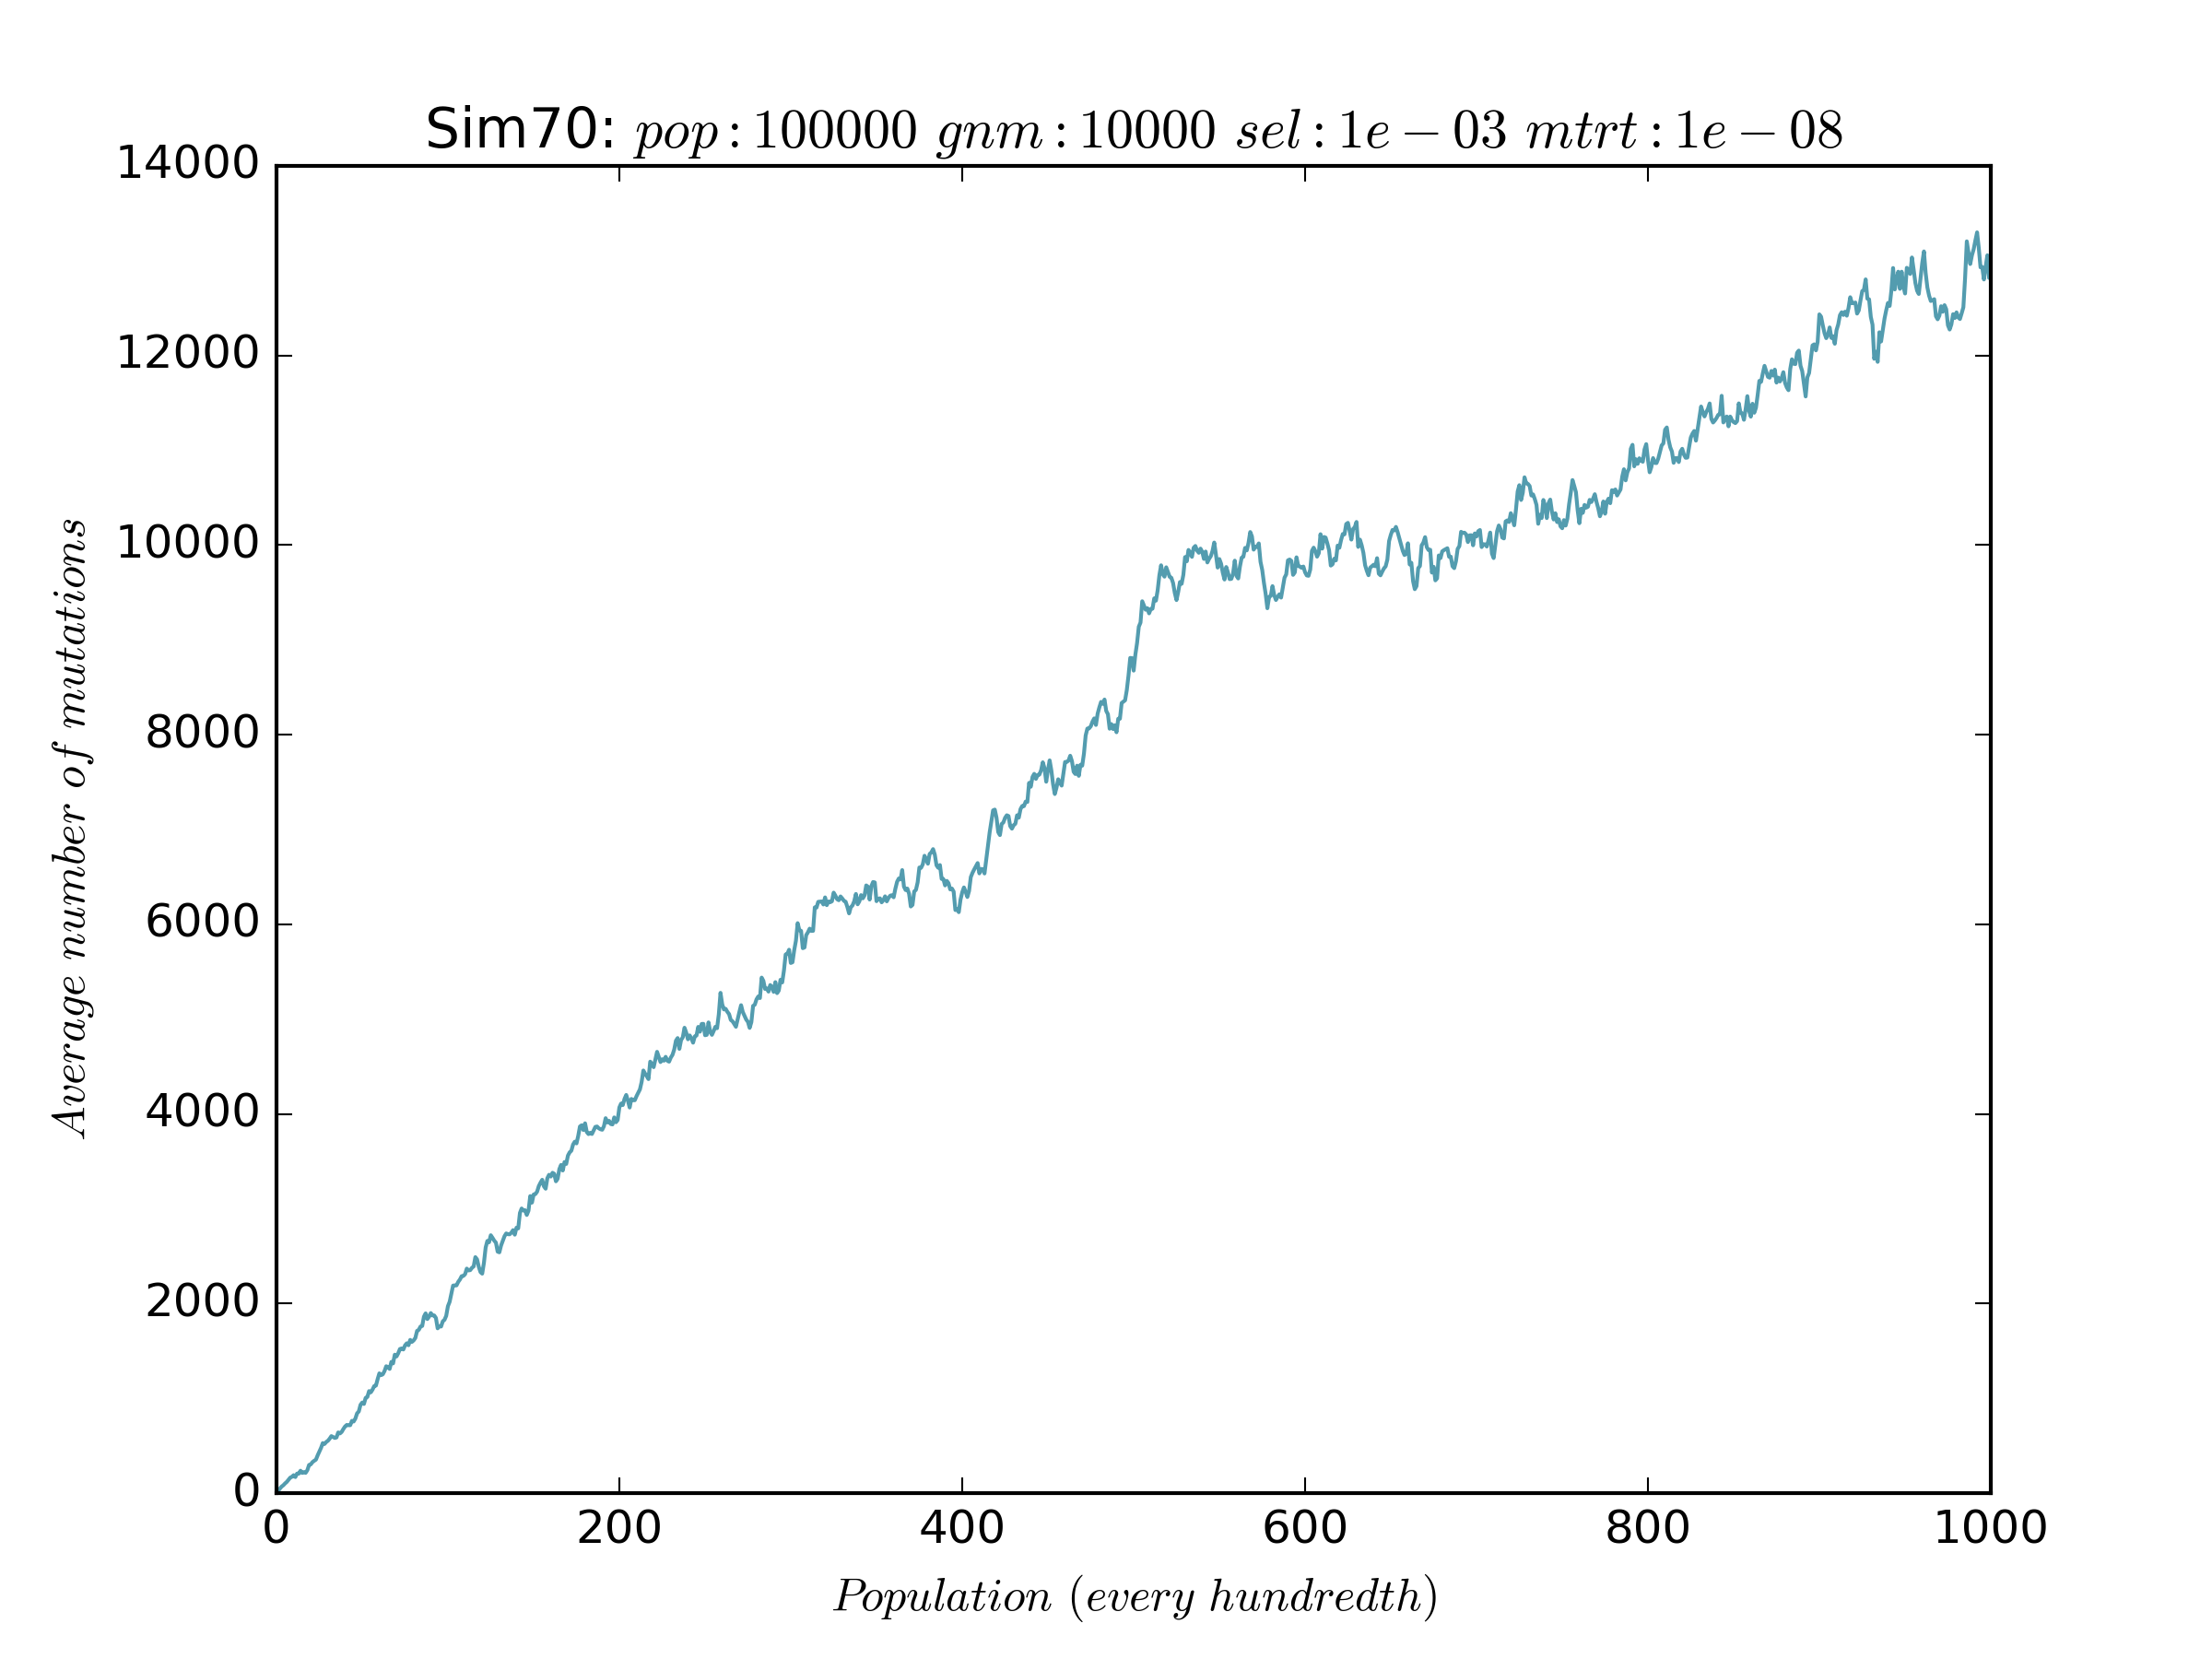 Sim70: pop : 100000 gnm : 10000 sel : 1e − 03 mtrt : 1e − 08
14000
12000
10000
8000
6000
4000
2000
0
Average number of mutations
0 200 400 600 800 1000
Population (every hundredth)